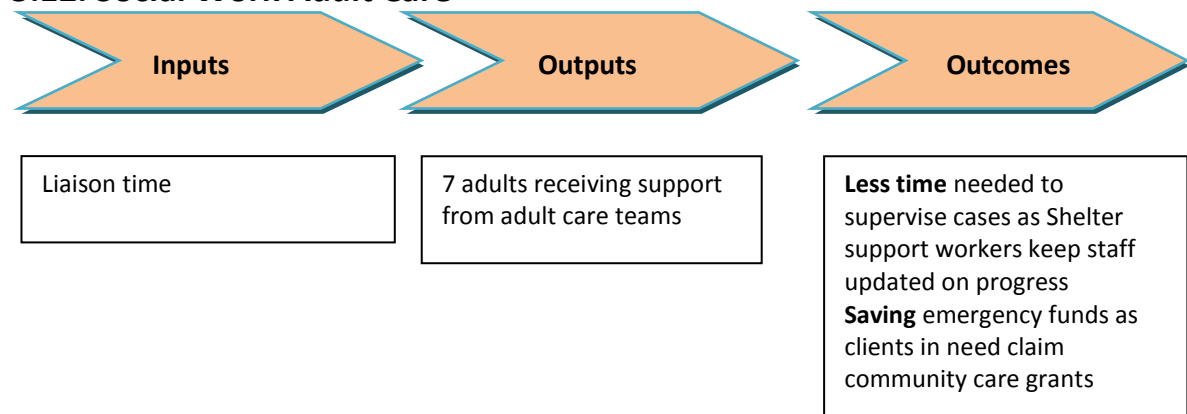 Inputs
Outputs
Outcomes
Liaison time
7 adults receiving support
from adult care teams
Less time needed to
supervise cases as Shelter
support workers keep staff
updated on progress
Saving emergency funds as
clients in need claim
community care grants